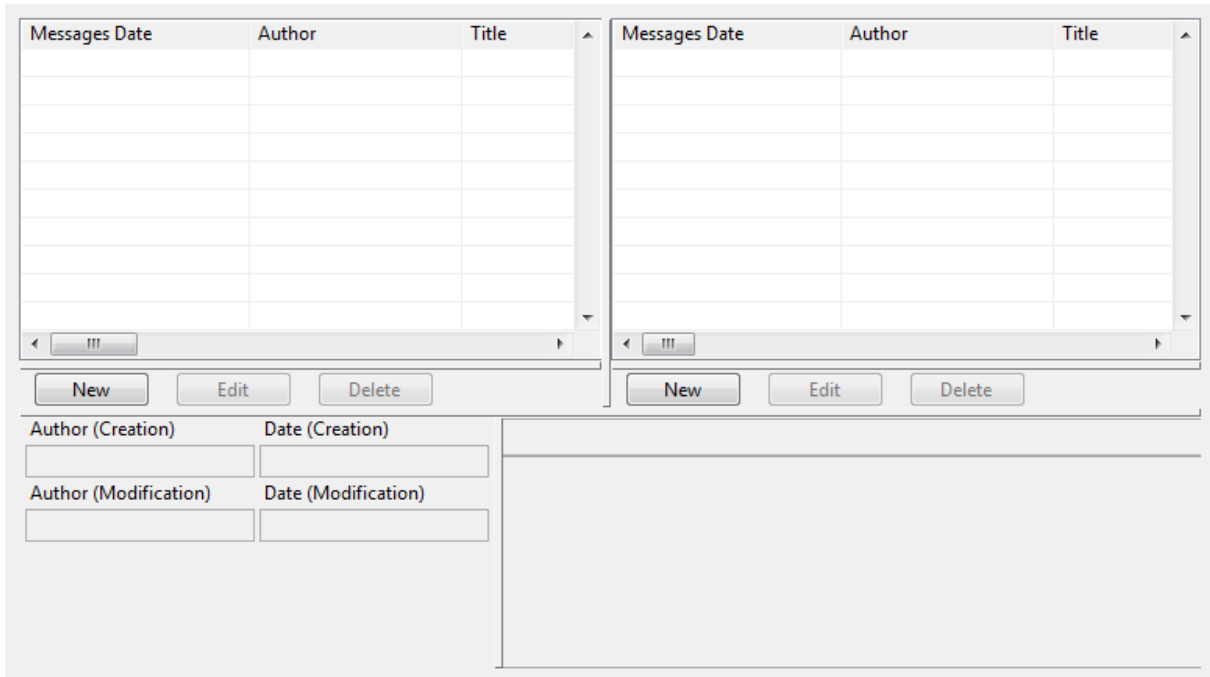 Messages Date Author Title Messages Date Author Title
New Edit Delete New Edit Delete
Author (Creation) Date (Creation)
Author (Modification) Date (Modification)